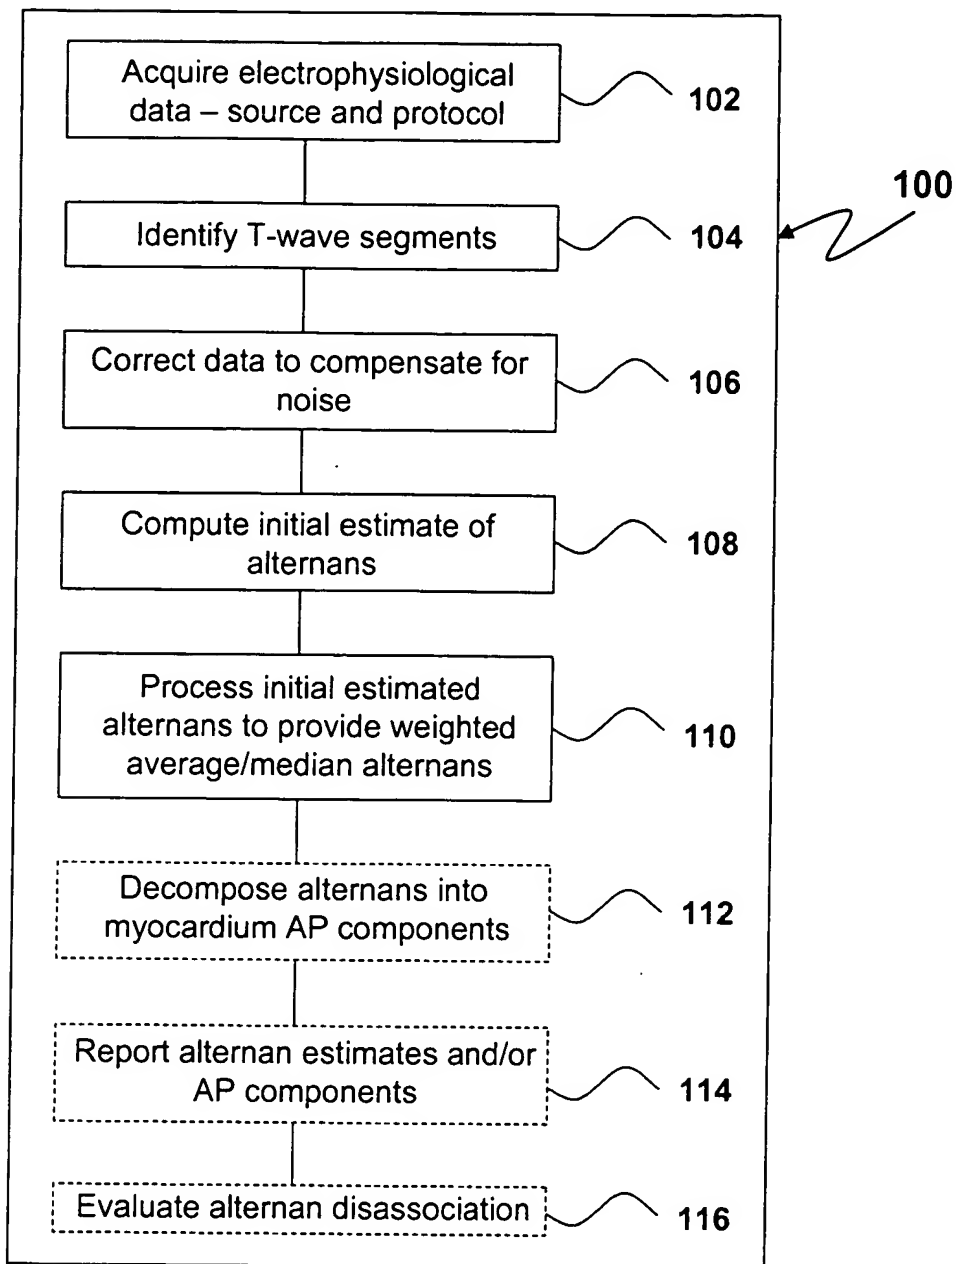 Acquire electrophysiological
data – source and protocol
102
100
Identify T-wave segments
104
Correct data to compensate for
noise
106
Compute initial estimate of
alternans
108
Process initial estimated
alternans to provide weighted
average/median alternans
110
Decompose alternans into
myocardium AP components
112
Report alternan estimates and/or
AP components
114
Evaluate alternan disassociation
116